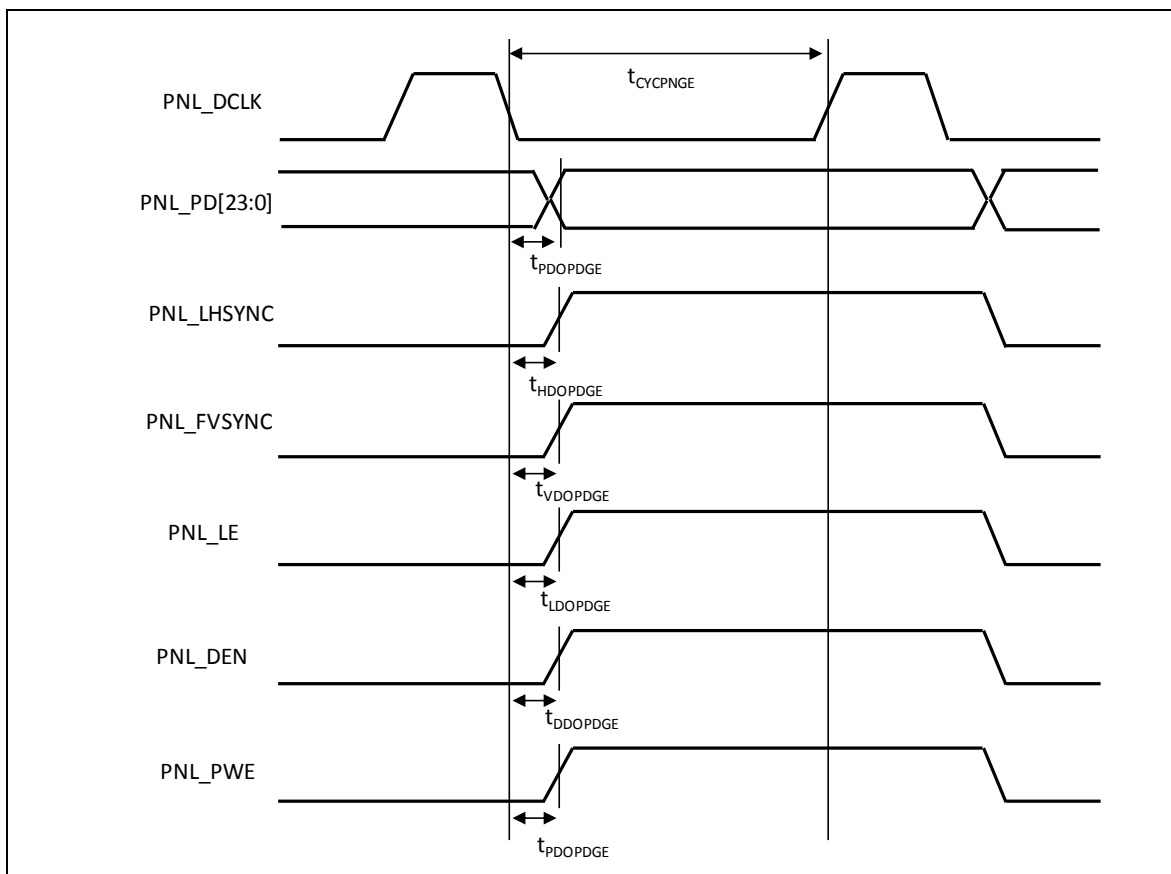 tCYCPNGE
PNL_DCLK
PNL_PD[23:0]
tPDOPDGE
PNL_LHSYNC
tHDOPDGE
PNL_FVSYNC
tVDOPDGE
PNL_LE
tLDOPDGE
PNL_DEN
tDDOPDGE
PNL_PWE
tPDOPDGE